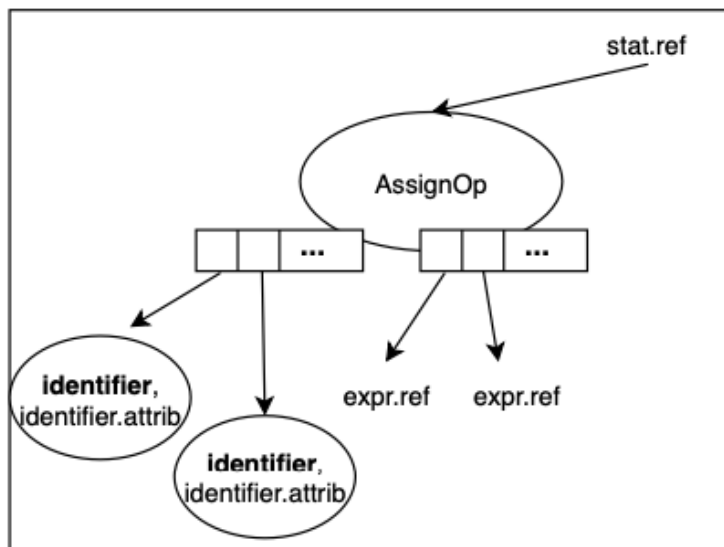 stat.ref
AssignOp
...
...
identifier,
identifier.attrib
expr.ref
expr.ref
identifier,
identifier.attrib